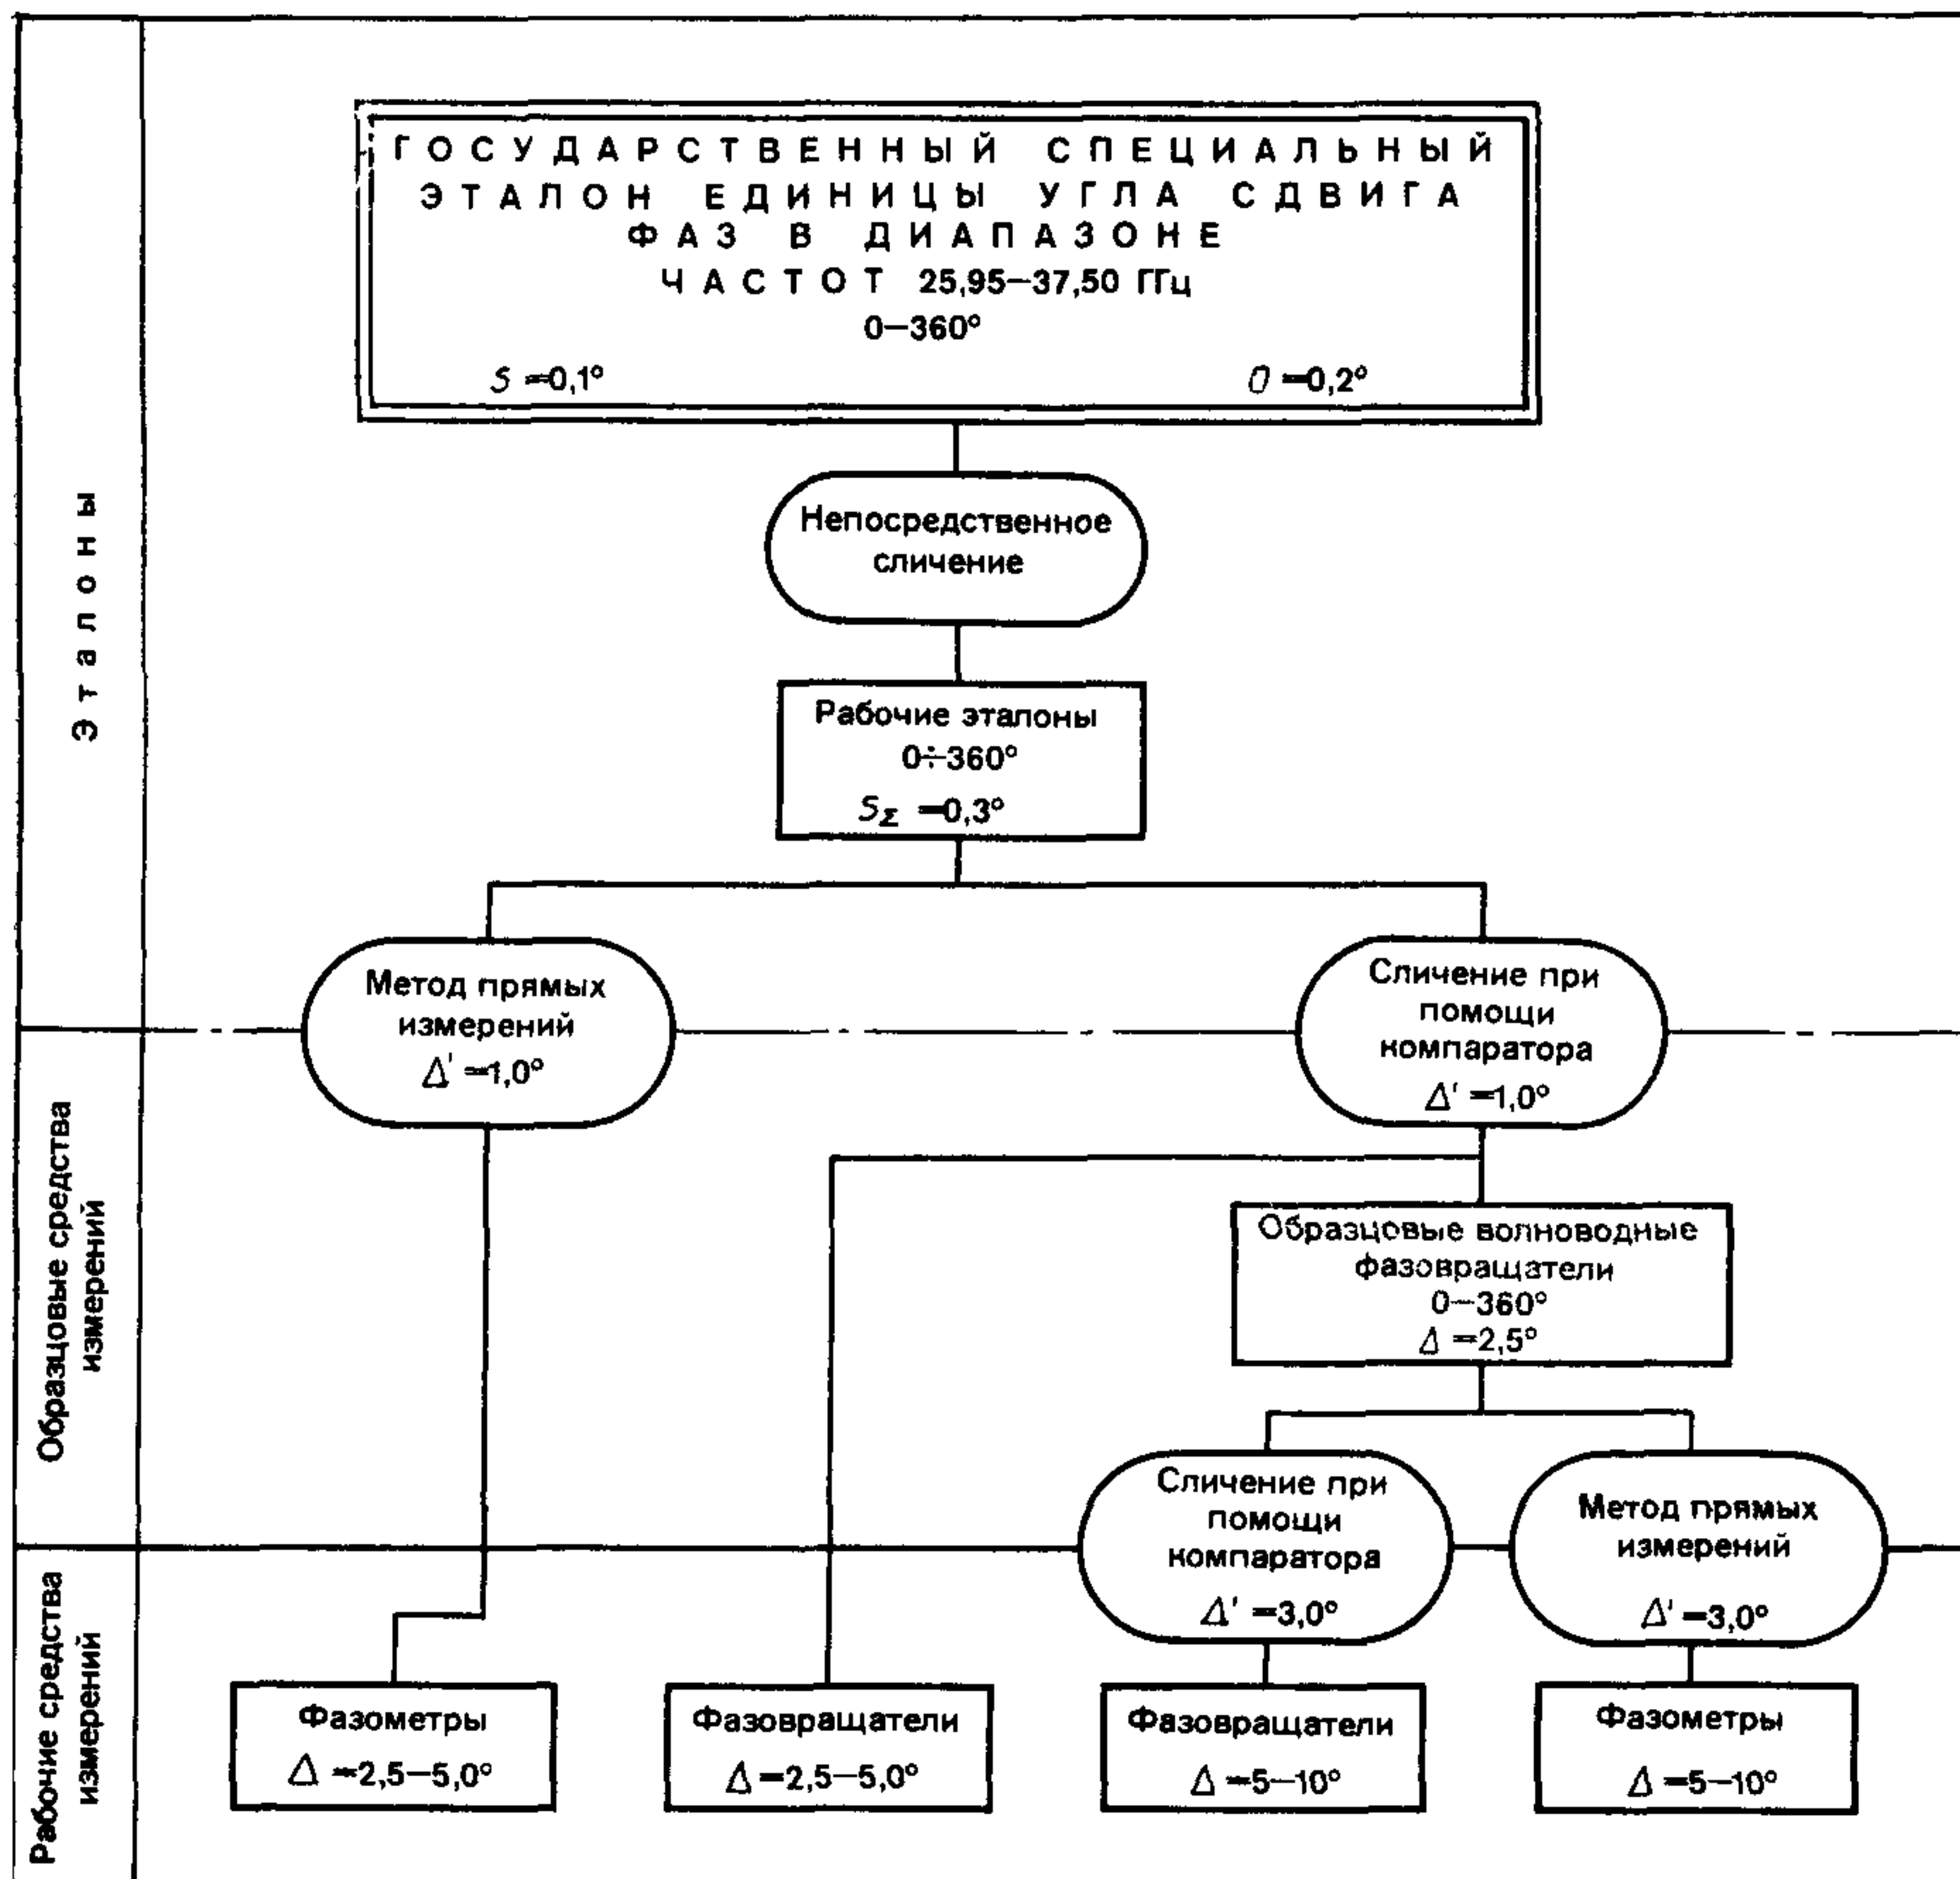 ГОСУДАРСТВЕННЫЙ СПЕЦИАЛЬНЫЙ
ЭТАЛОН ЕДИНИЦЫ УГЛА СДВИГА
ФАЗ В ДИАПАЗОНЕ
ЧАСТОТ 25,95—37,50 ГГц
0—360°
S =0,1°
Θ =0,2°
Непосредственное
сличение
Рабочие эталоны
0÷360°
SΣ =0,3°
Эталоны
Метод прямых
измерений
Δ' =1,0°
Сличение при
помощи
компаратора
Δ' =1,0°
Образцовые средства
измерений
Образцовые волноводные
фазовращатели
0—360°
Δ =2,5°
Сличение при
помощи
компаратора
Δ' =3,0°
Метод прямых
измерений
Δ' =3,0°
Рабочие средства
измерений
Фазометры
Δ =2,5—5,0°
Фазовращатели
Δ =2,5—5,0°
Фазовращатели
Δ =5—10°
Фазометры
Δ =5—10°